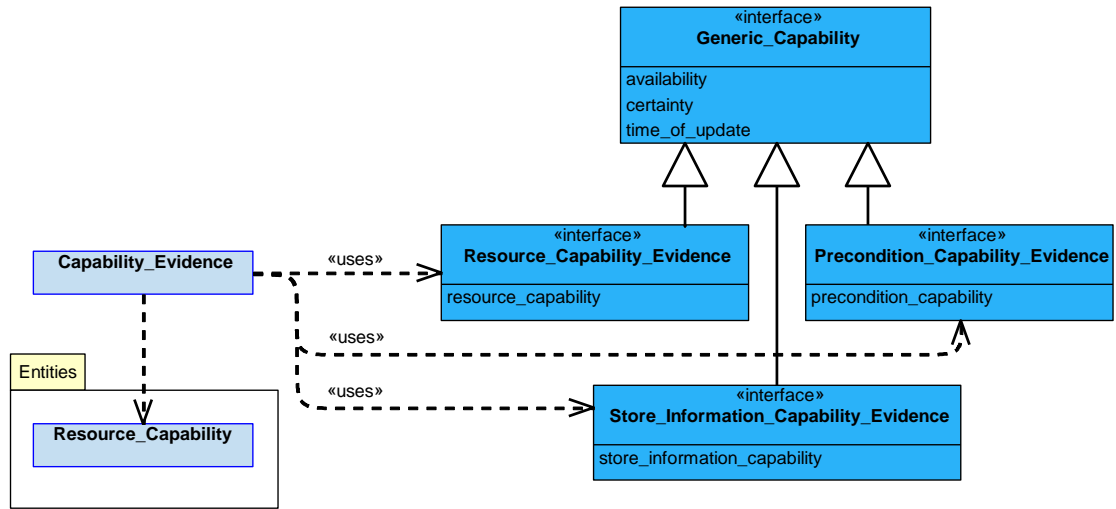 «interface»
Generic_Capability
availability
certainty
time_of_update
«interface»
Resource_Capability_Evidence
resource_capability
«interface»
Precondition_Capability_Evidence
precondition_capability
Capability_Evidence
«uses»
«uses»
«uses»
Entities
Resource_Capability
«interface»
Store_Information_Capability_Evidence
store_information_capability